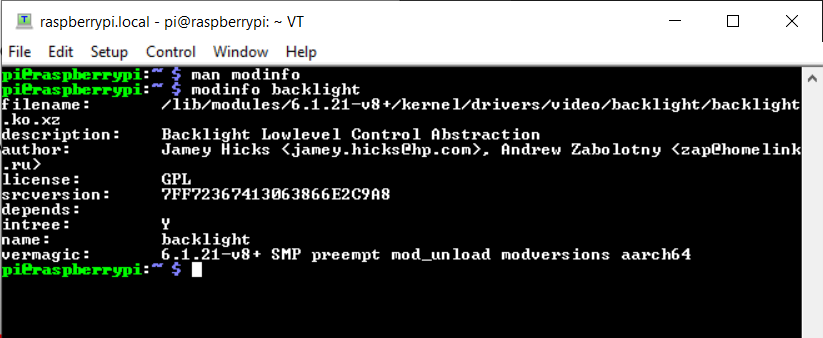 raspberrypi.local - pi@raspberrypi: ~ VT
File Edit Setup Control Window Help
pi@raspberrypi:~ $ man modinfo
pi@raspberrypi:~ $ modinfo backlight
filename:       /lib/modules/6.1.21-v8+/kernel/drivers/video/backlight/backlight
.ko.xz
description:    Backlight Lowlevel Control Abstraction
author:         Jamey Hicks <jamey.hicks@hp.com>, Andrew Zabolotny <zap@homelink
.ru>
license:        GPL
srcversion:     7FF72367413063866E2C9A8
depends:
intree:         Y
name:           backlight
vermagic:       6.1.21-v8+ SMP preempt mod_unload modversions aarch64
pi@raspberrypi:~ $